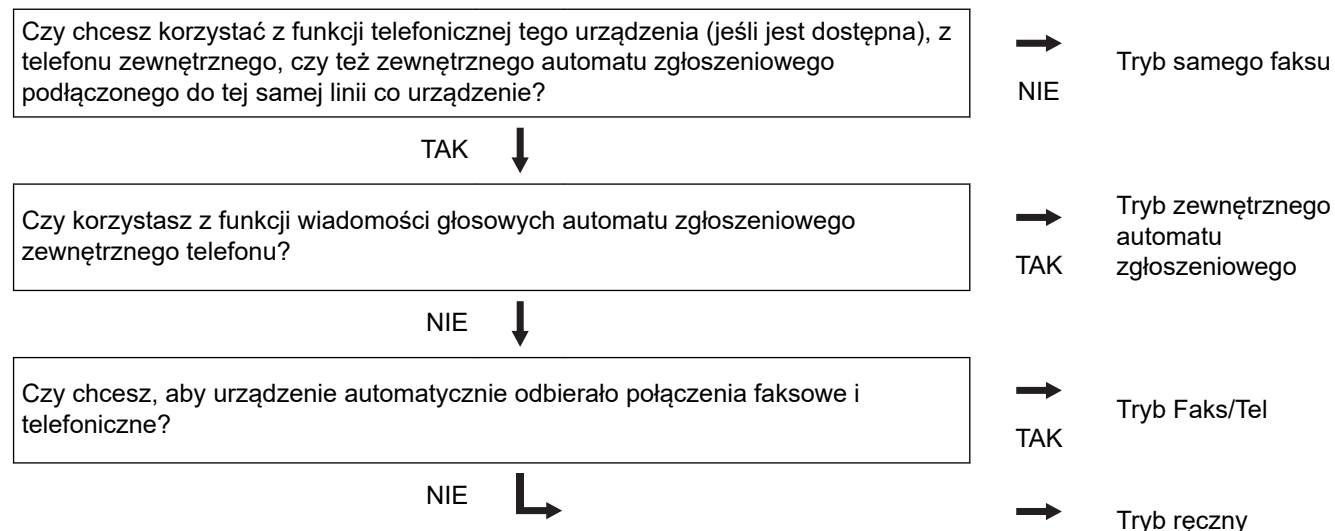 Czy chcesz korzystać z funkcji telefonicznej tego urządzenia (jeśli jest dostępna), z
telefonu zewnętrznego, czy też zewnętrznego automatu zgłoszeniowego
podłączonego do tej samej linii co urządzenie?
NIE
Tryb samego faksu
TAK
Czy korzystasz z funkcji wiadomości głosowych automatu zgłoszeniowego
zewnętrznego telefonu?
TAK
Tryb zewnętrznego
automatu
zgłoszeniowego
NIE
Czy chcesz, aby urządzenie automatycznie odbierało połączenia faksowe i
telefoniczne?
TAK
Tryb Faks/Tel
NIE
Tryb ręczny